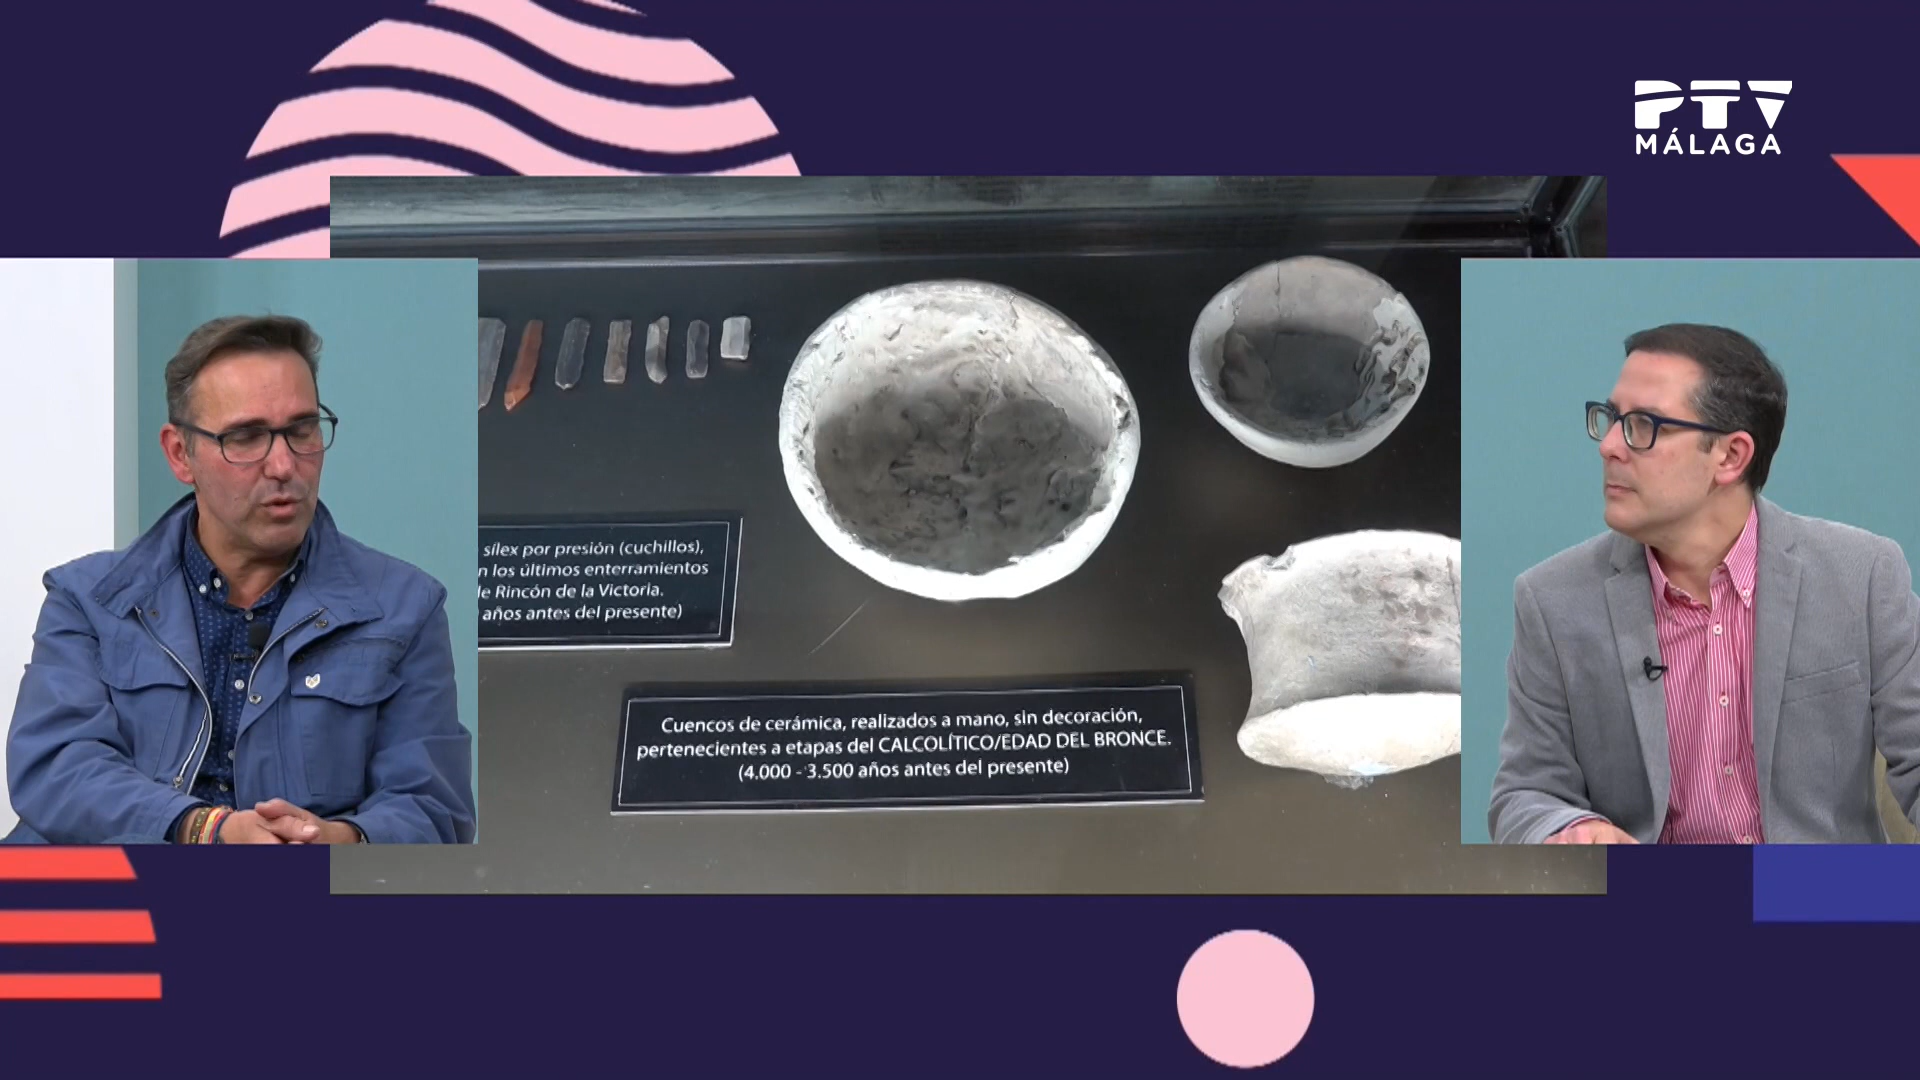 PTV
MÁLAGA
sílex por presión (cuchillos),
los últimos enterramientos
Rincón de la Victoria.
años antes del presente)
Cuencos de cerámica, realizados a mano, sin decoración,
pertenecientes a etapas del CALCOLÍTICO/EDAD DEL BRONCE.
(4.000 - 3.500 años antes del presente)